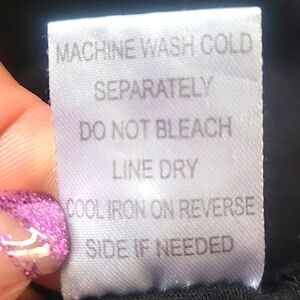 MACHINE WASH COLD
SEPARATELY
DO NOT BLEACH
LINE DRY
COOL IRON ON REVERSE
SIDE IF NEEDED